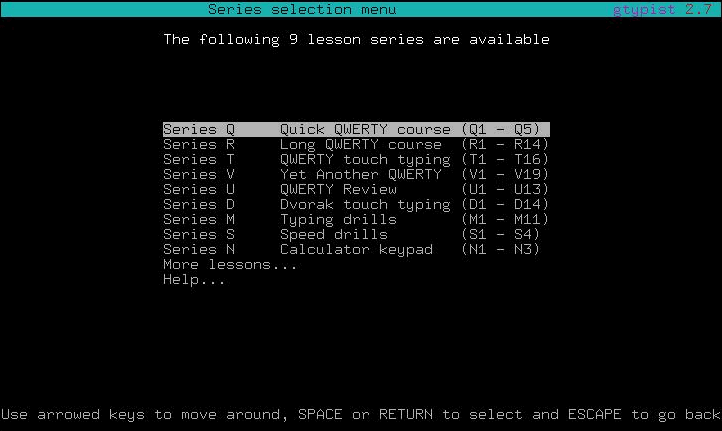 Series selection menu gtypist 2.7
The following 9 lesson series are available
Series Q Quick QWERTY course (Q1 - Q5)
Series R Long QWERTY course (R1 - R14)
Series T QWERTY touch typing (T1 - T16)
Series V Yet Another QWERTY (V1 - V19)
Series U QWERTY Review (U1 - U13)
Series D Dvorak touch typing (D1 - D14)
Series M Typing drills (M1 - M11)
Series S Speed drills (S1 - S4)
Series N Calculator keypad (N1 - N3)
More lessons...
Help...
Use arrowed keys to move around, SPACE or RETURN to select and ESCAPE to go back